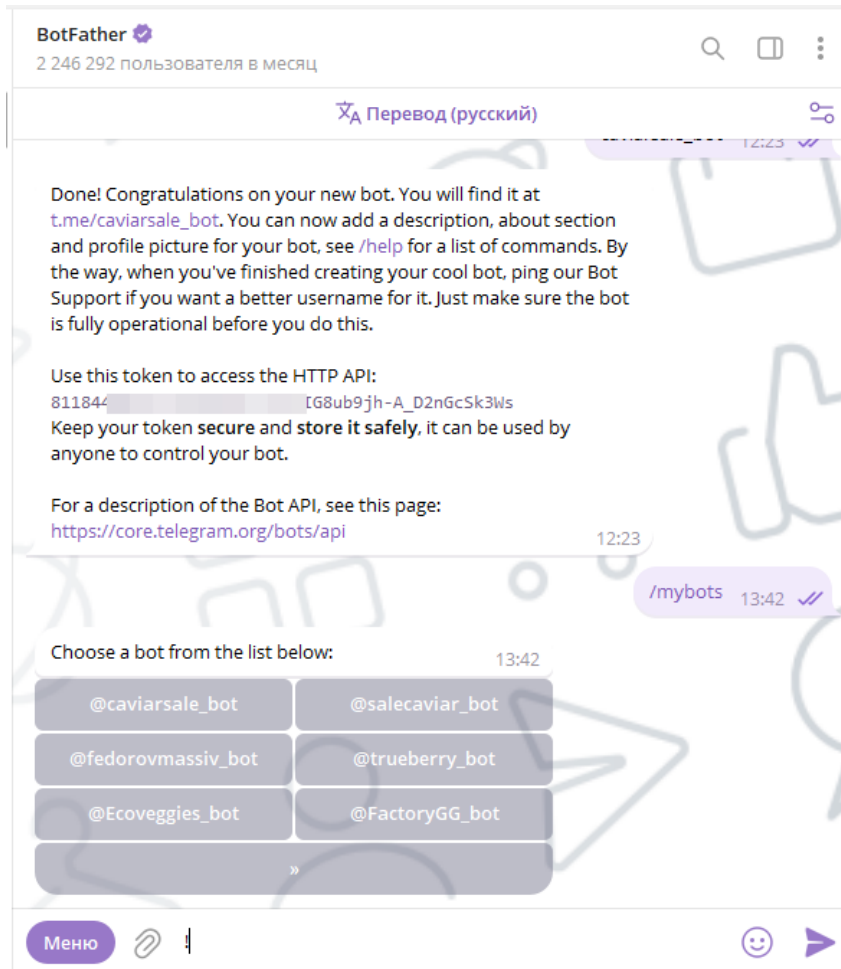 BotFather
2 246 292 пользователя в месяц
Перевод (русский)
12:23
Done! Congratulations on your new bot. You will find it at
t.me/caviarsale_bot. You can now add a description, about section
and profile picture for your bot, see /help for a list of commands. By
the way, when you've finished creating your cool bot, ping our Bot
Support if you want a better username for it. Just make sure the bot
is fully operational before you do this.
Use this token to access the HTTP API:
811844 G8ub9jh-A_D2nGcSk3Ws
Keep your token secure and store it safely, it can be used by
anyone to control your bot.
For a description of the Bot API, see this page:
https://core.telegram.org/bots/api
12:23
/mybots 13:42
Choose a bot from the list below:
13:42
@caviarsale_bot @salecaviar_bot
@fedorovmassiv_bot @trueberry_bot
@Ecoveggies_bot @FactoryGG_bot
»
Меню !